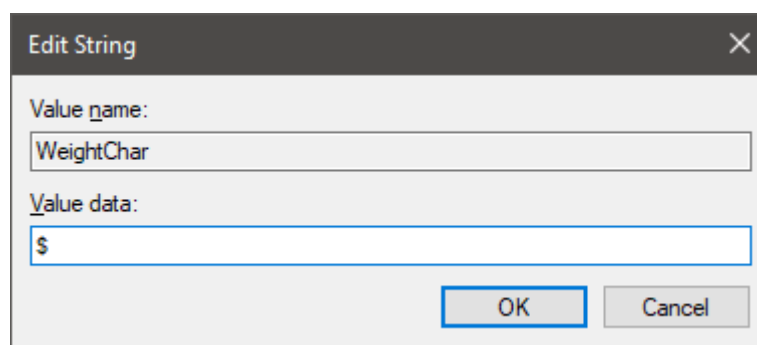 Edit String
Value name:
WeightChar
Value data:
$
OK Cancel